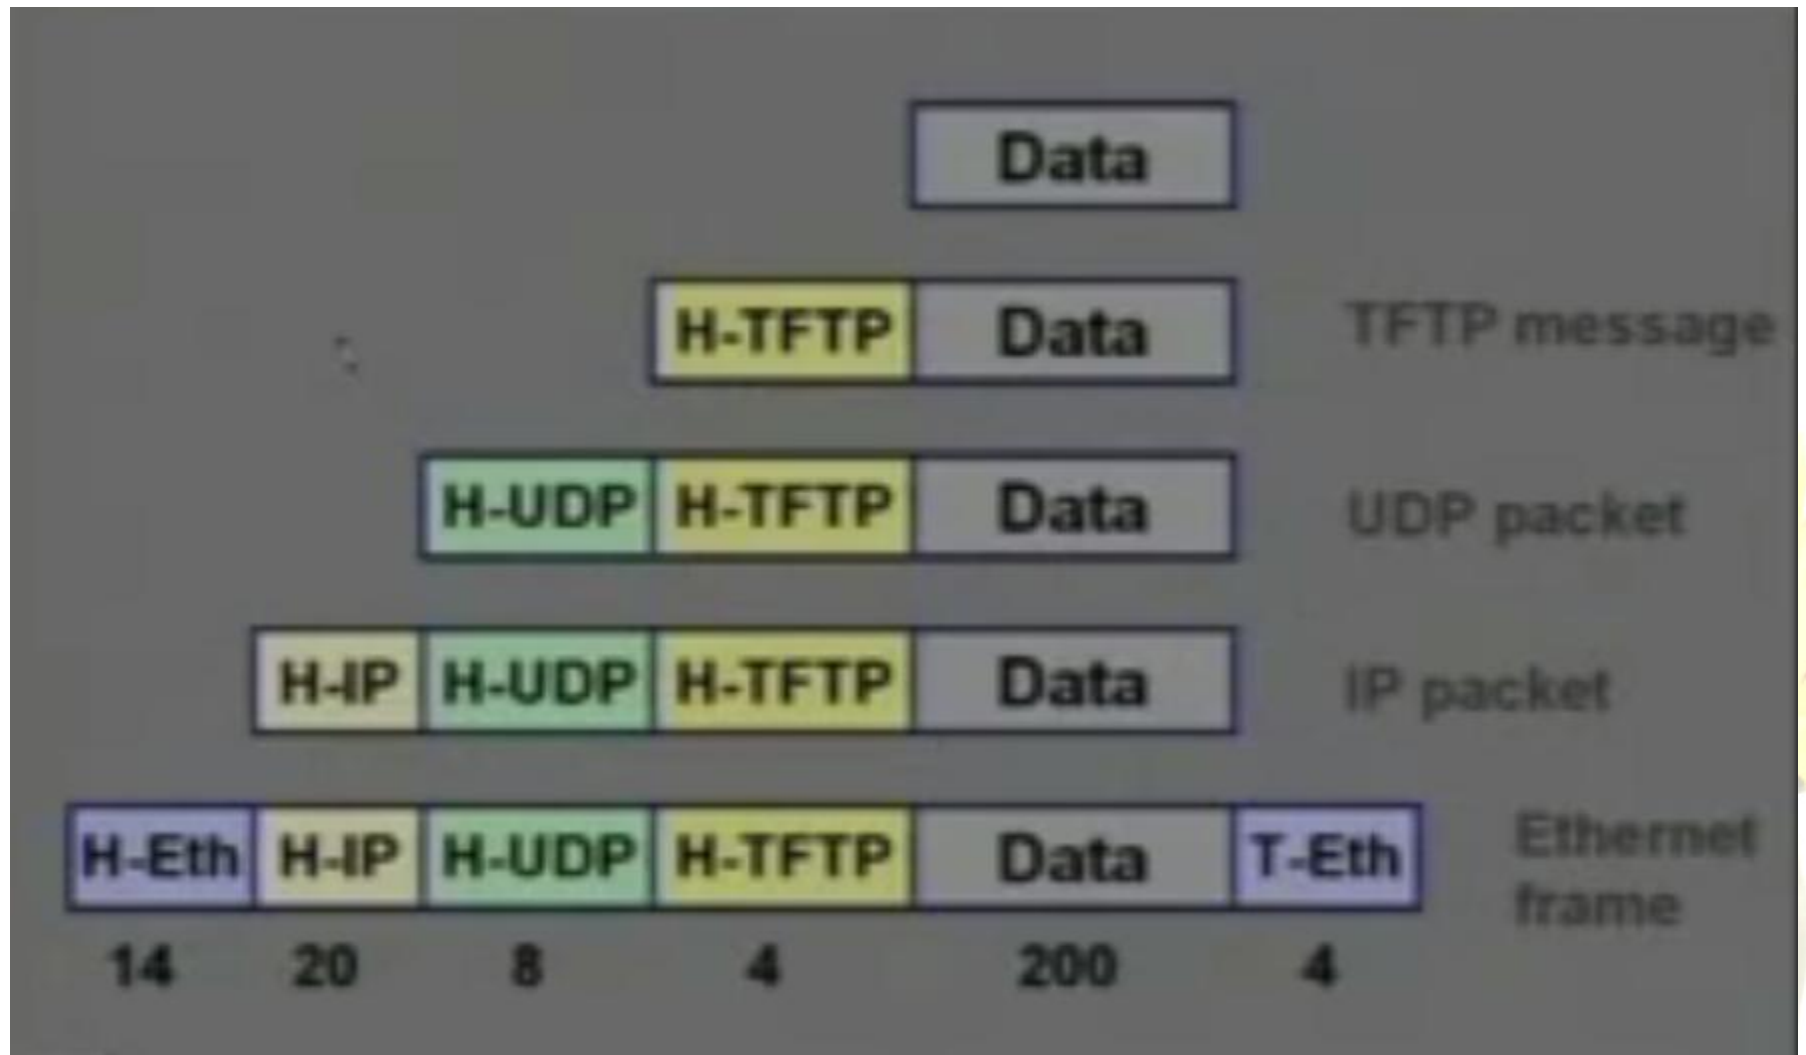 Data
H-TFTP Data TFTP message
H-UDP H-TFTP Data UDP packet
H-IP H-UDP H-TFTP Data IP packet
H-Eth H-IP H-UDP H-TFTP Data T-Eth Ethernet
frame
14 20 8 4 200 4